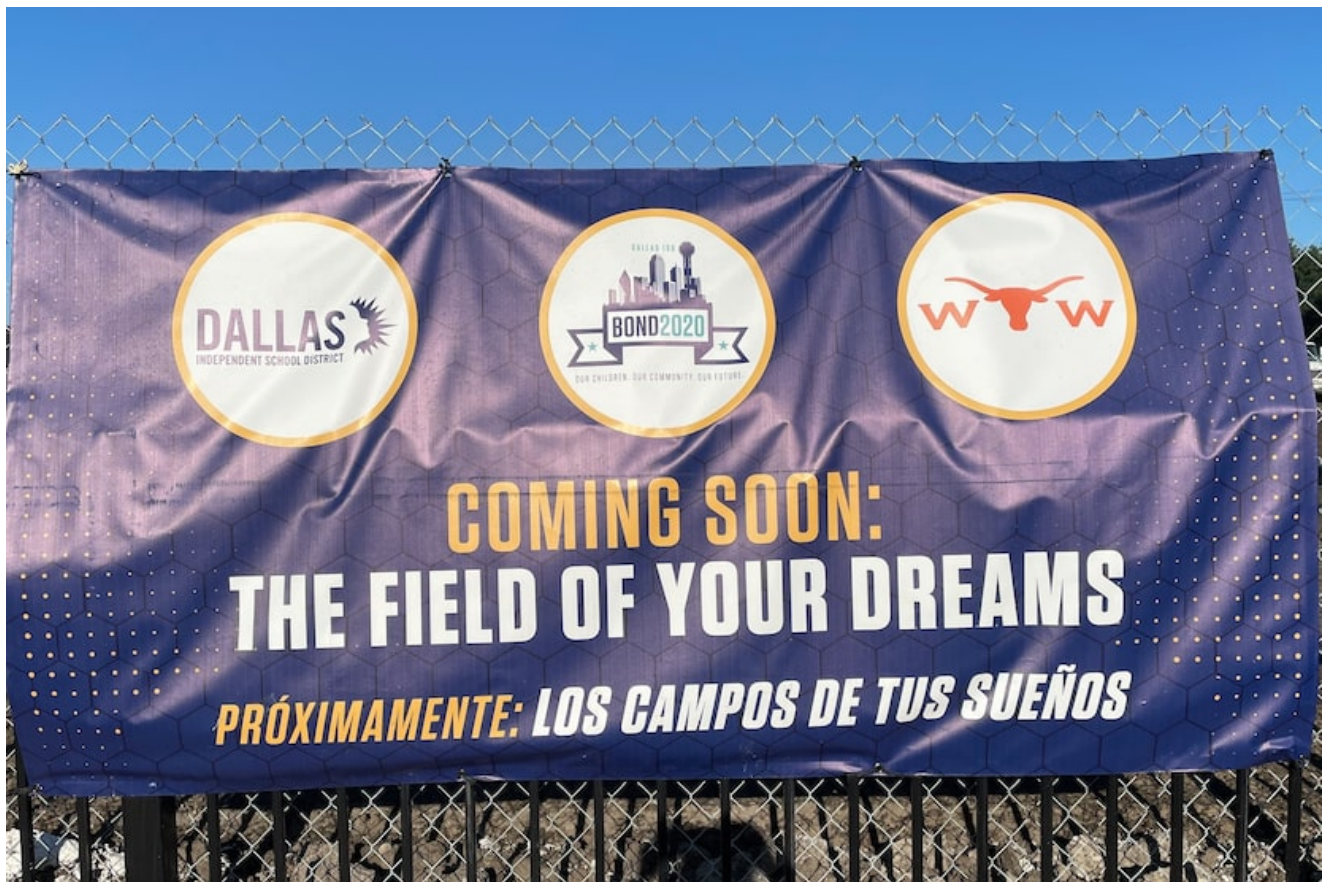 DALLAS
INDEPENDENT SCHOOL DISTRICT
DALLAS ISD
BOND2020
OUR CHILDREN. OUR COMMUNITY. OUR FUTURE.
W W
COMING SOON:
THE FIELD OF YOUR DREAMS
PRÓXIMAMENTE: LOS CAMPOS DE TUS SUEÑOS